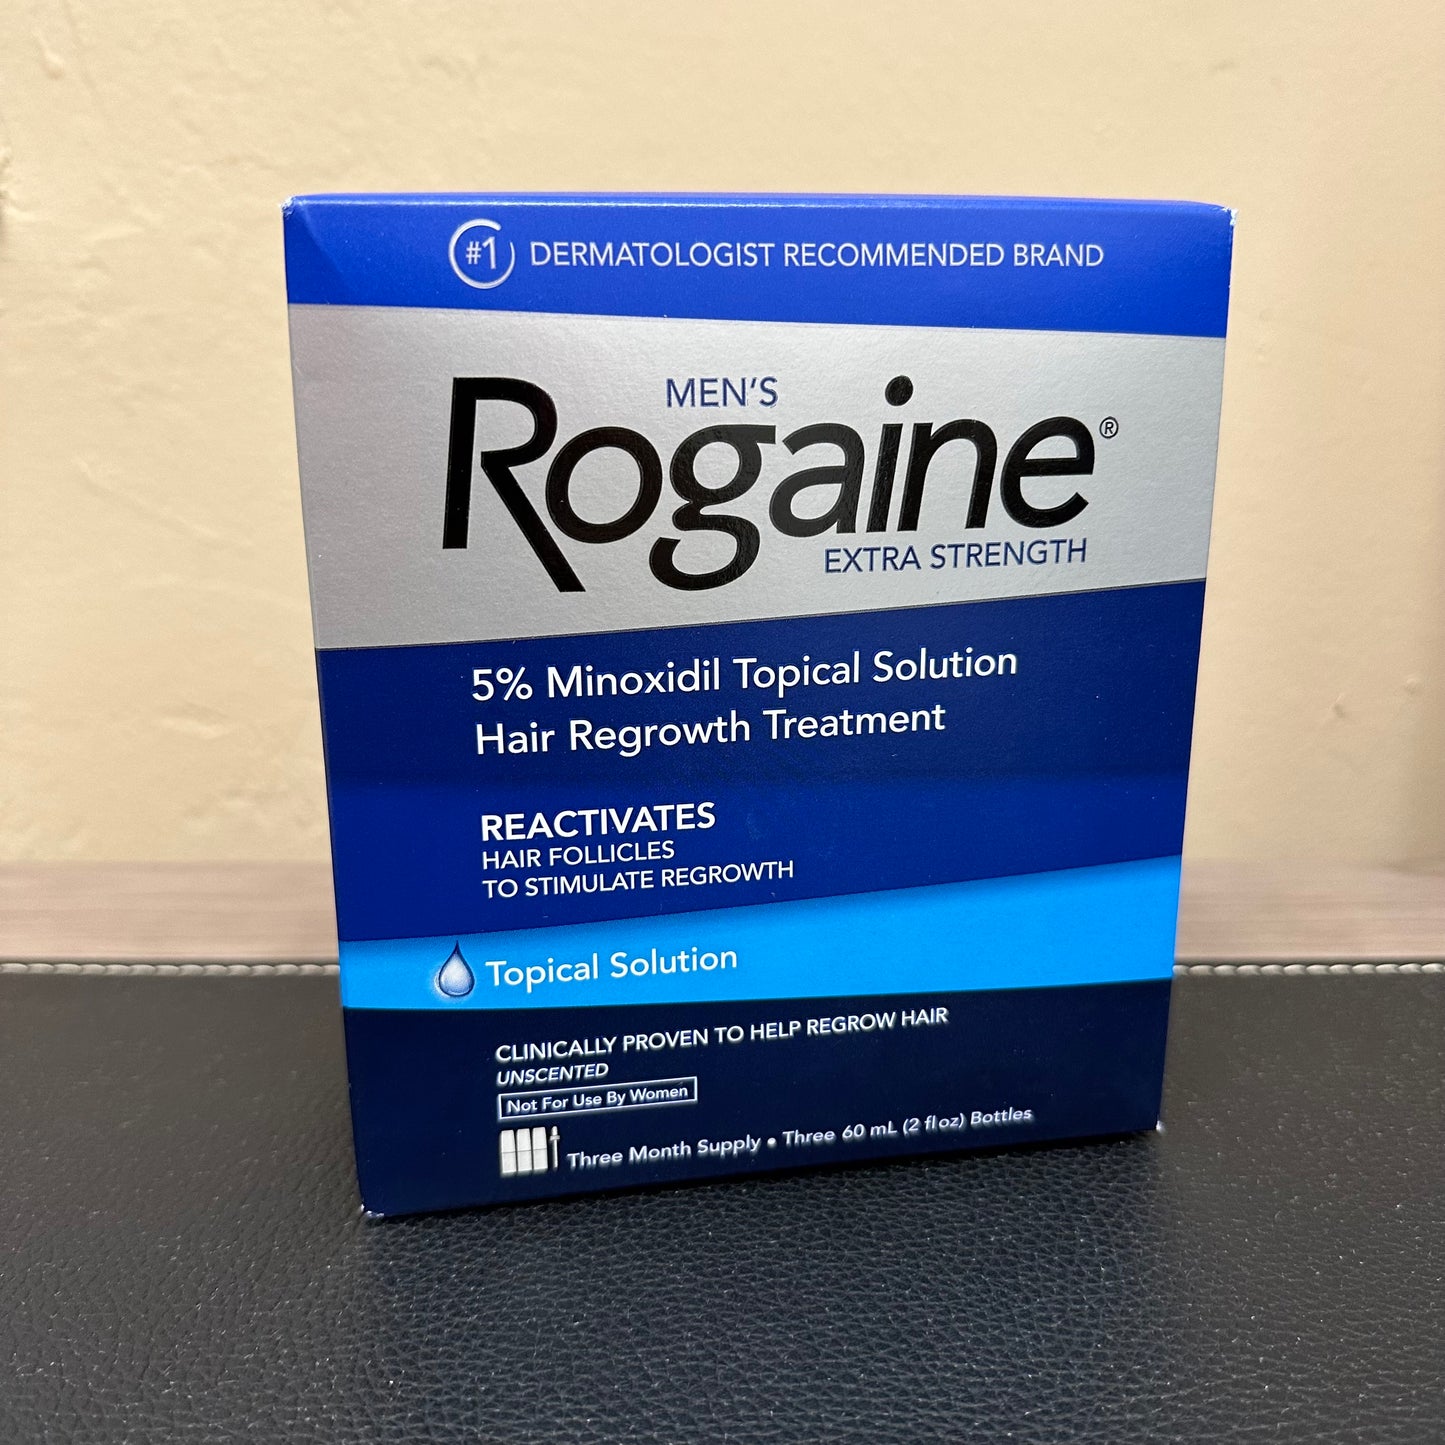 #1 DERMATOLOGIST RECOMMENDED BRAND
MEN'S
Rogaine®
EXTRA STRENGTH
5% Minoxidil Topical Solution
Hair Regrowth Treatment
REACTIVATES
HAIR FOLLICLES
TO STIMULATE REGROWTH
Topical Solution
CLINICALLY PROVEN TO HELP REGROW HAIR
UNSCENTED
Not For Use By Women
Three Month Supply • Three 60 mL (2 fl oz) Bottles